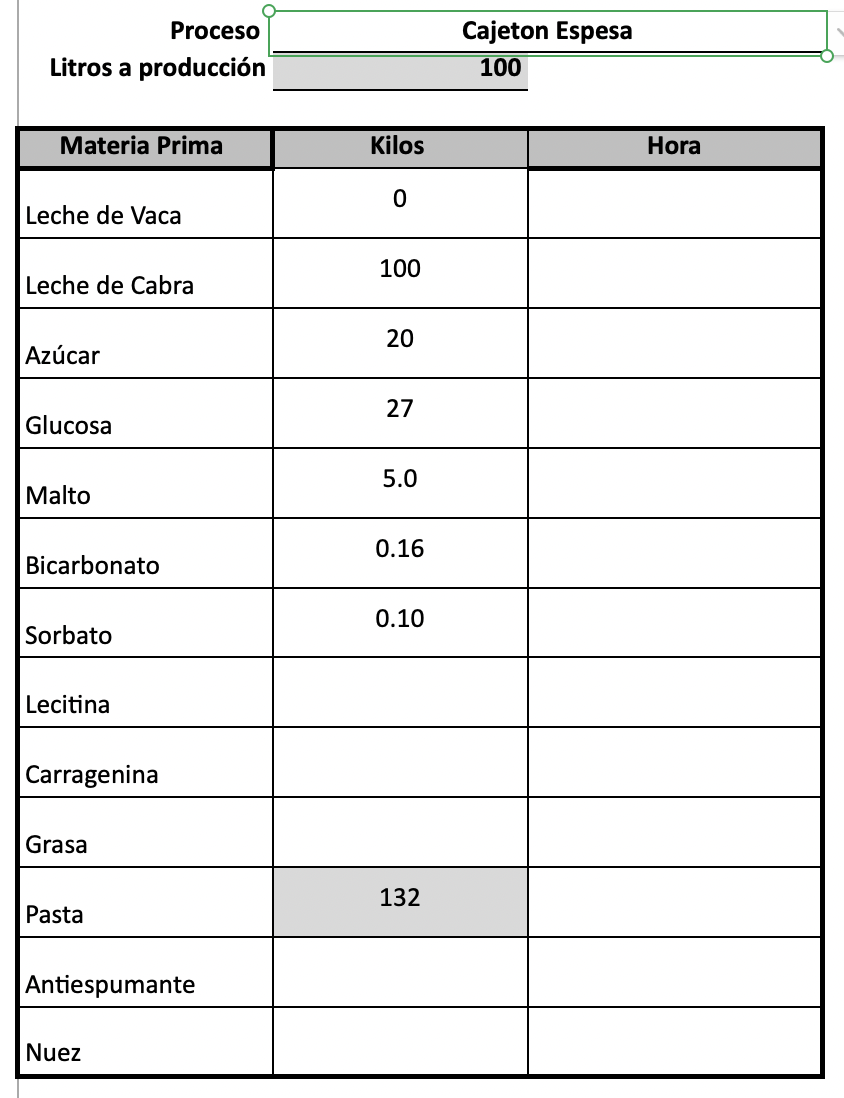 Proceso Cajeton Espesa
Litros a producción 100
Materia Prima Kilos Hora
Leche de Vaca 0
Leche de Cabra 100
Azúcar 20
Glucosa 27
Malto 5.0
Bicarbonato 0.16
Sorbato 0.10
Lecitina
Carragenina
Grasa
Pasta 132
Antiespumante
Nuez